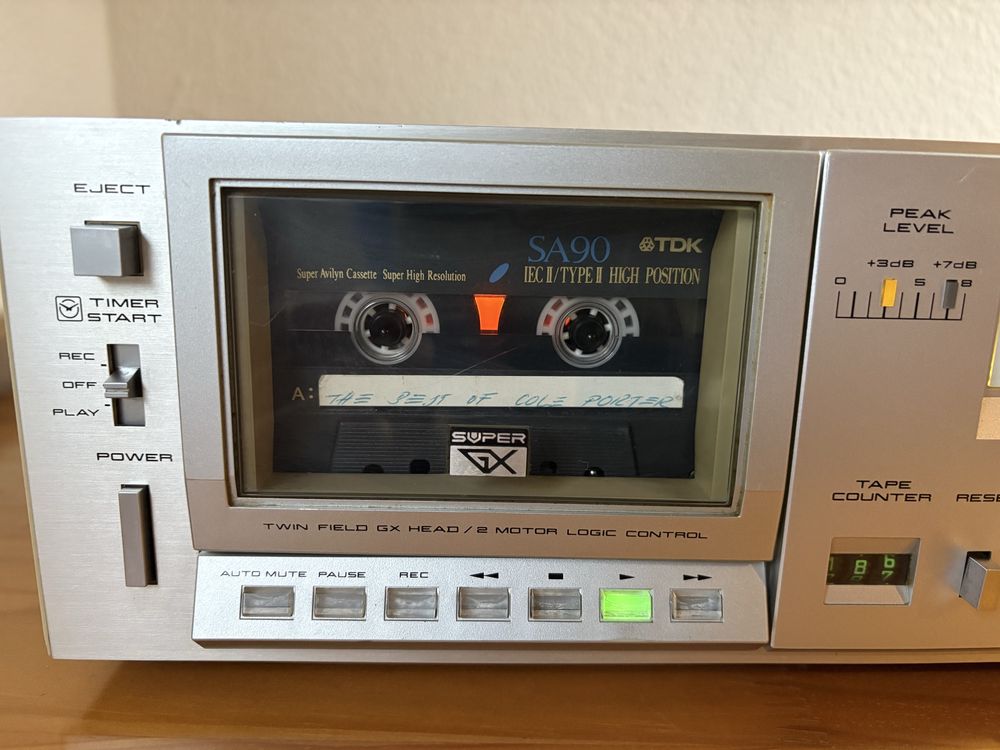 EJECT
TIMER
START
REC
OFF
PLAY
POWER
SA90 TDK
Super Avilyn Cassette Super High Resolution
IEC II/TYPE II HIGH POSITION
A: THE BEST OF COLE PORTER
SUPER
GX
TWIN FIELD GX HEAD/2 MOTOR LOGIC CONTROL
AUTO MUTE PAUSE REC
PEAK
LEVEL
+3dB +7dB
0 5 8
TAPE
COUNTER
RESE
86